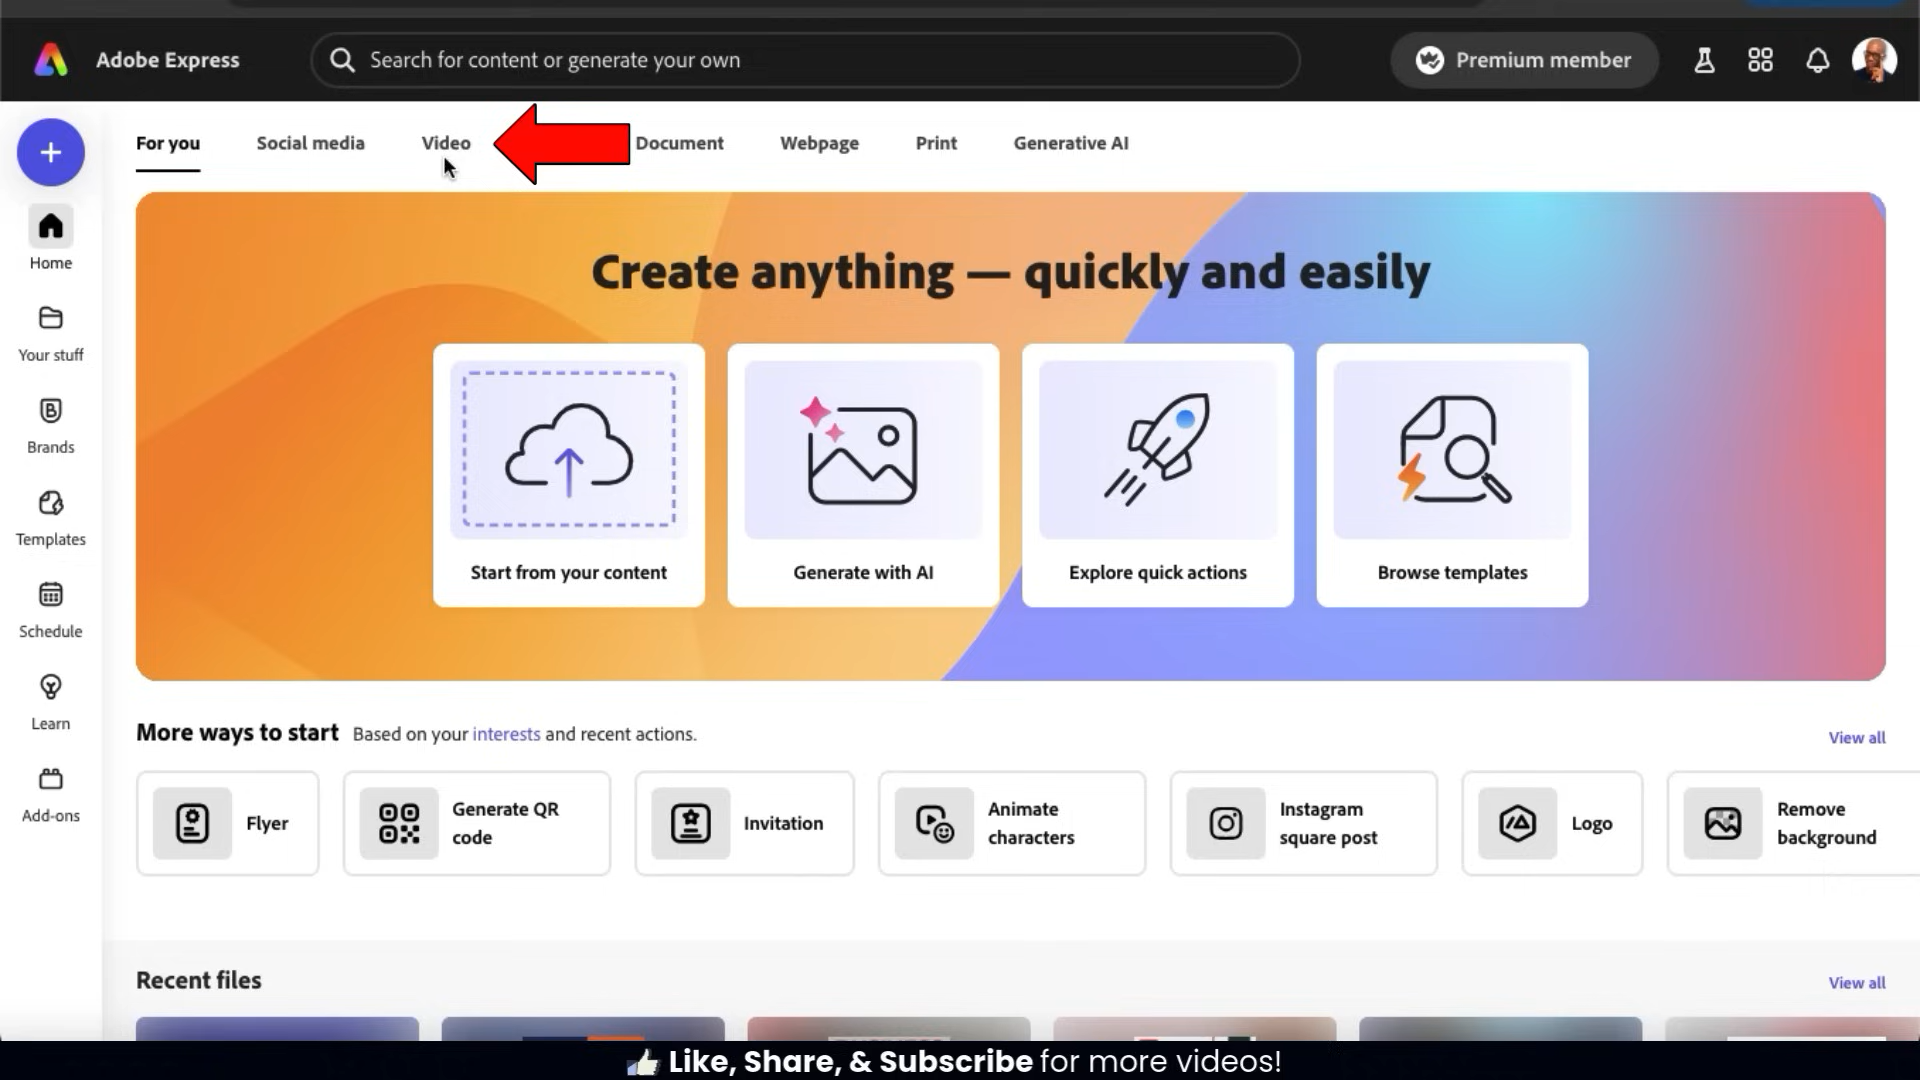 Adobe Express
Search for content or generate your own
Premium member
For you
Social media
Video
Document
Webpage
Print
Generative AI
Home
Your stuff
Brands
Templates
Schedule
Learn
Add-ons
Create anything — quickly and easily
Start from your content
Generate with AI
Explore quick actions
Browse templates
More ways to start
Based on your interests and recent actions.
View all
Flyer
Generate QR
code
Invitation
Animate
characters
Instagram
square post
Logo
Remove
background
Recent files
View all
Like, Share, & Subscribe for more videos!